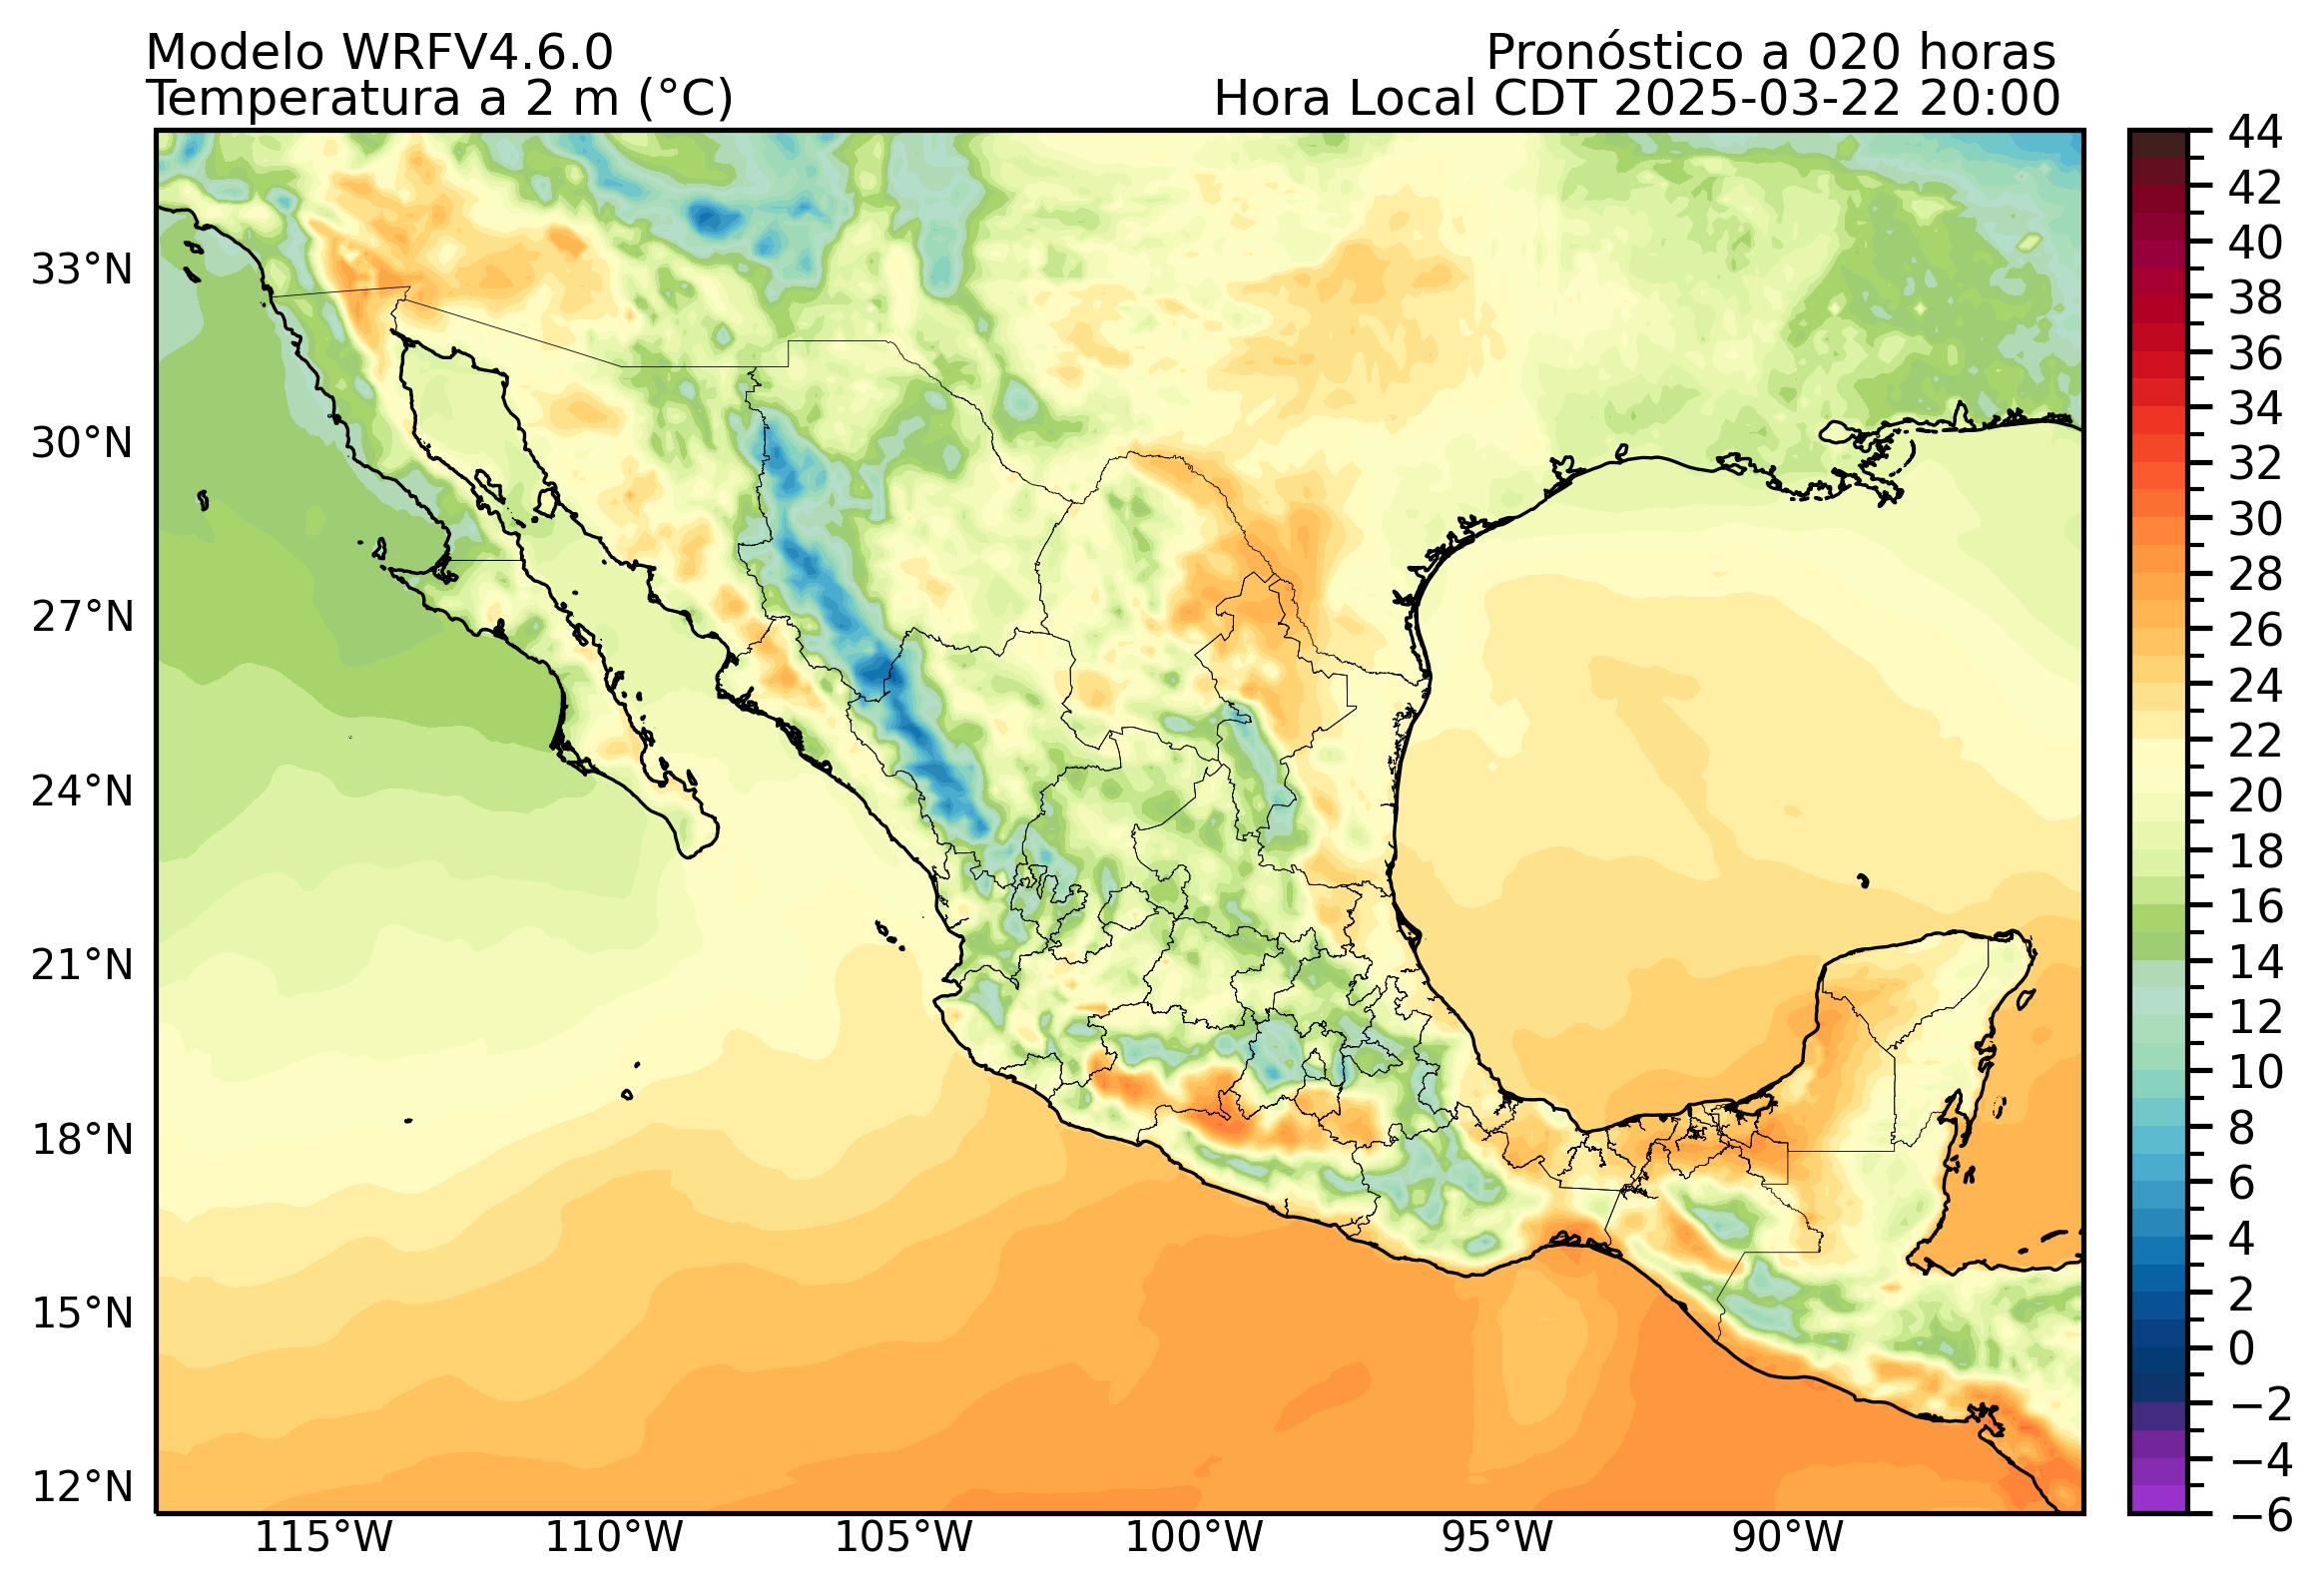 Modelo WRFV4.6.0
Pronóstico a 020 horas
Temperatura a 2 m (°C)
Hora Local CDT 2025-03-22 20:00
44
42
40
38
36
34
32
30
28
26
24
22
20
18
16
14
12
10
8
6
4
2
0
−2
−4
−6
33°N
30°N
27°N
24°N
21°N
18°N
15°N
12°N
115°W 110°W 105°W 100°W 95°W 90°W